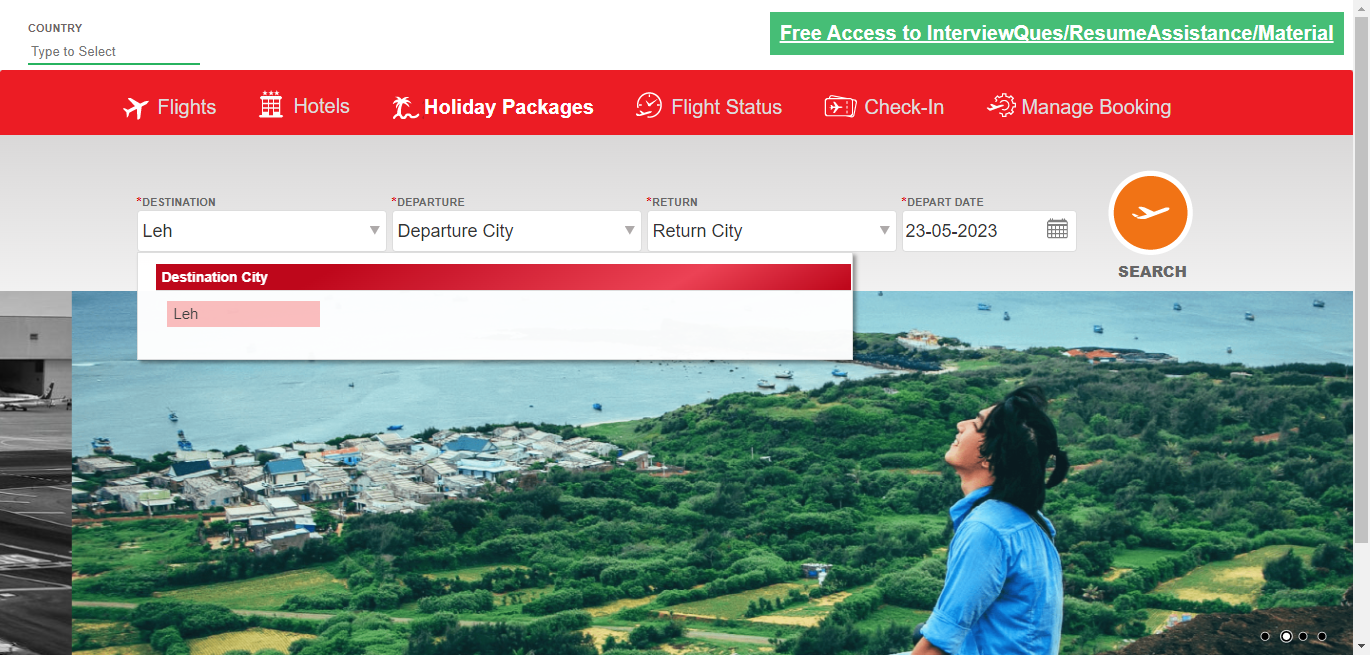 COUNTRY
Type to Select
Free Access to InterviewQues/ResumeAssistance/Material
Flights
Hotels
Holiday Packages
Flight Status
Check-In
Manage Booking
*DESTINATION
*DEPARTURE
*RETURN
*DEPART DATE
Leh
Departure City
Return City
23-05-2023
SEARCH
Destination City
Leh